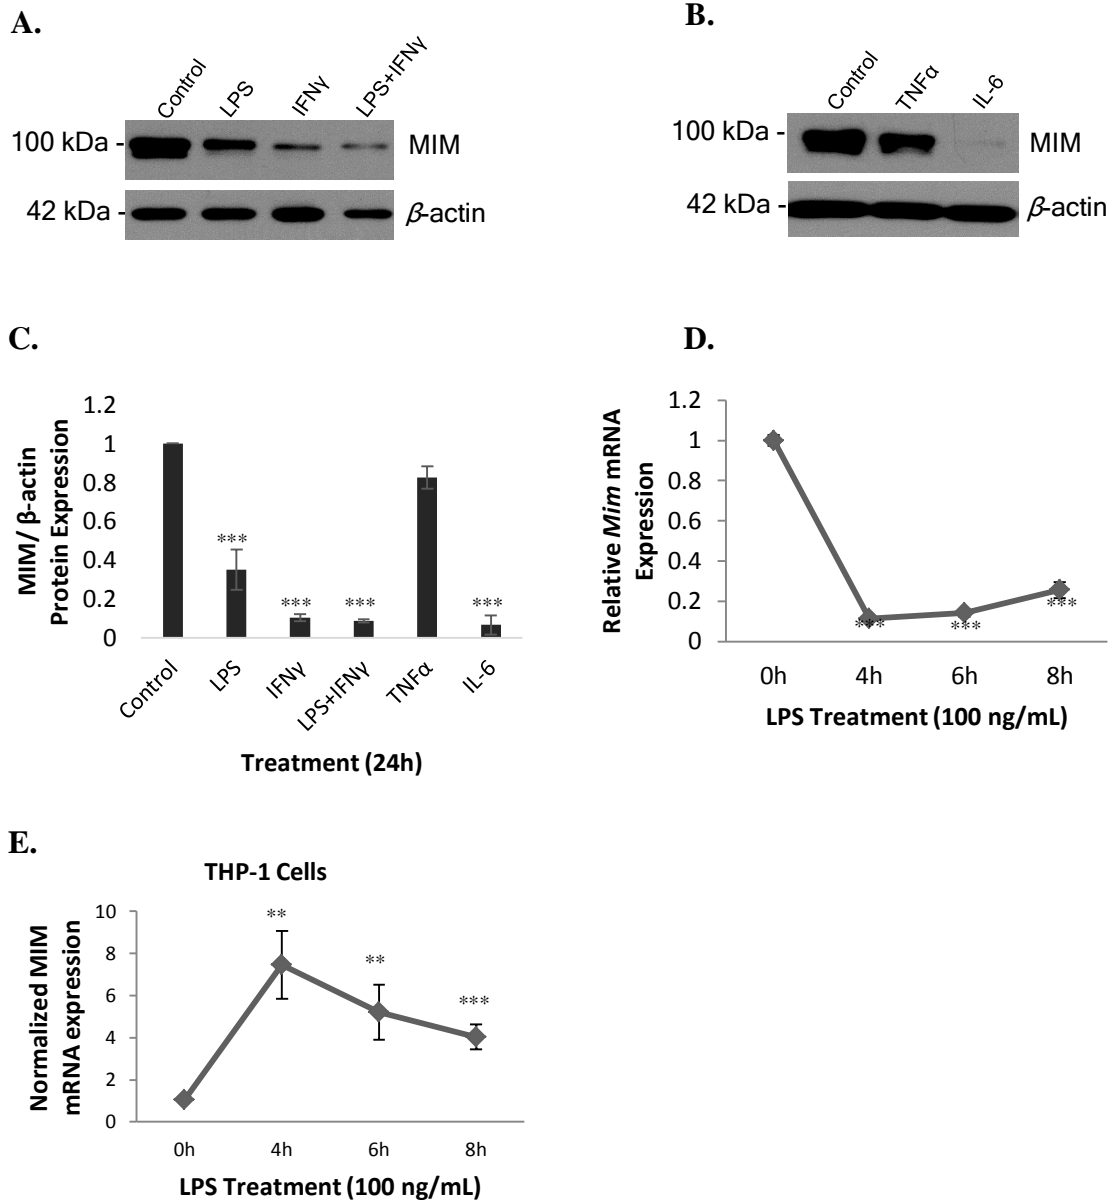 A.
Control
LPS
IFNγ
LPS+IFNγ
100 kDa -
MIM
42 kDa -
β-actin
B.
Control
TNFα
IL-6
100 kDa -
MIM
42 kDa -
β-actin
C.
MIM/ β-actin
Protein Expression
1.2
1
0.8
0.6
0.4
0.2
0
***
***
***
***
Control
LPS
IFNγ
LPS+IFNγ
TNFα
IL-6
Treatment (24h)
D.
Relative Mim mRNA
Expression
1.2
1
0.8
0.6
0.4
0.2
0
***
***
***
0h
4h
6h
8h
LPS Treatment (100 ng/mL)
E.
THP-1 Cells
Normalized MIM
mRNA expression
10
8
6
4
2
0
**
**
***
0h
4h
6h
8h
LPS Treatment (100 ng/mL)